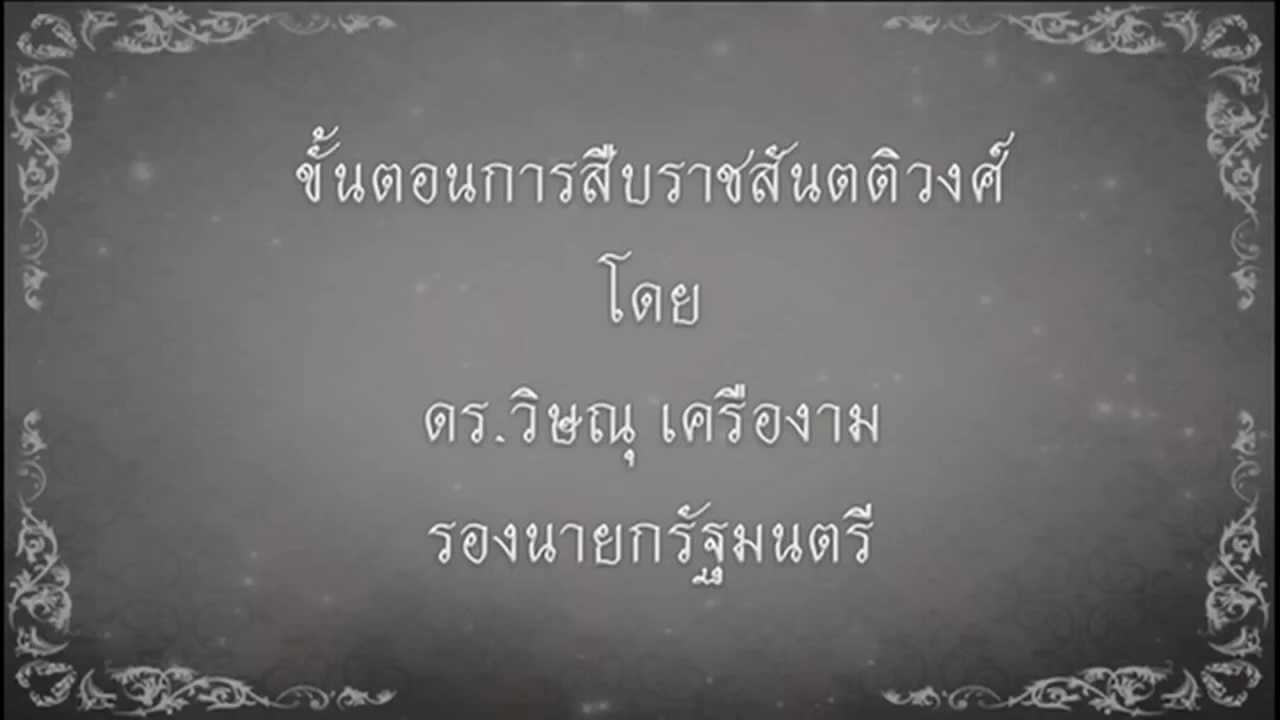 ขั้นตอนการสืบราชสันตติวงศ์
โดย
ดร.วิษณุ เครืองาม
รองนายกรัฐมนตรี